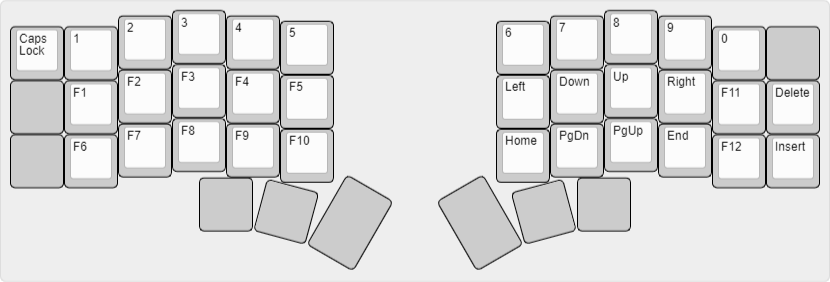 Caps
Lock
1
2
3
4
5
6
7
8
9
0
F1
F2
F3
F4
F5
Left
Down
Up
Right
F11
Delete
F6
F7
F8
F9
F10
Home
PgDn
PgUp
End
F12
Insert